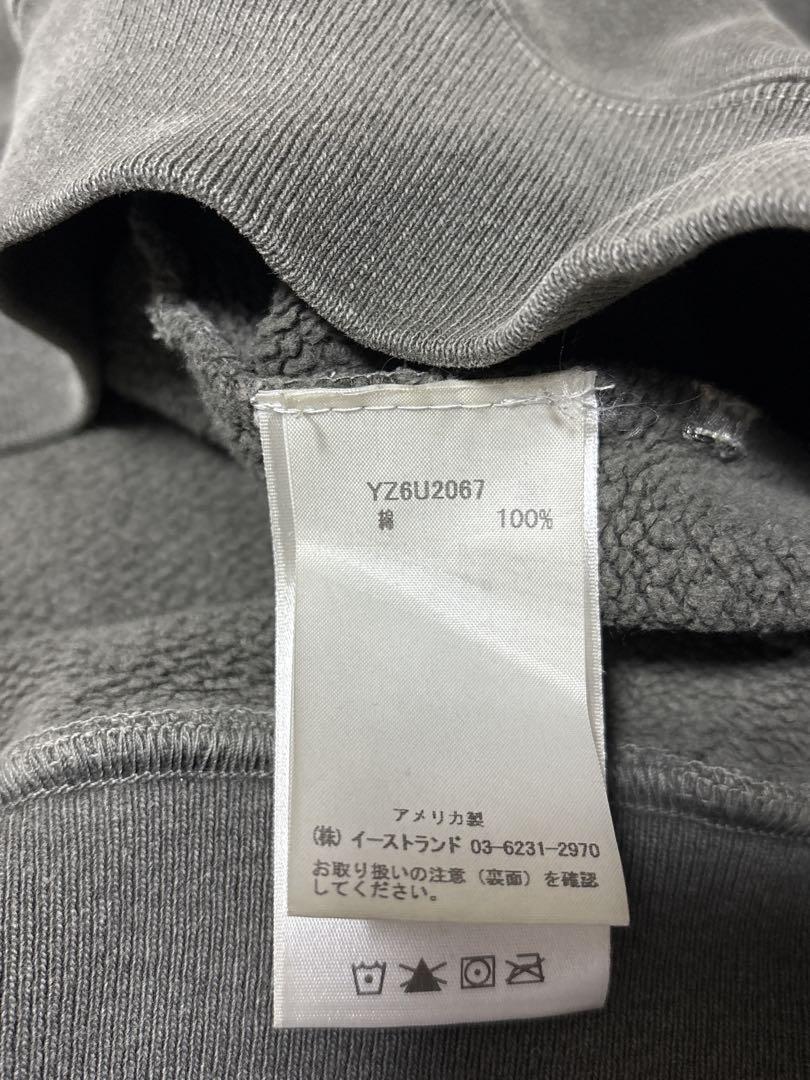 YZ6U2067
綿 100%
アメリカ製
(株) イーストランド 03-6231-2970
お取り扱いの注意(裏面)を確認
してください。